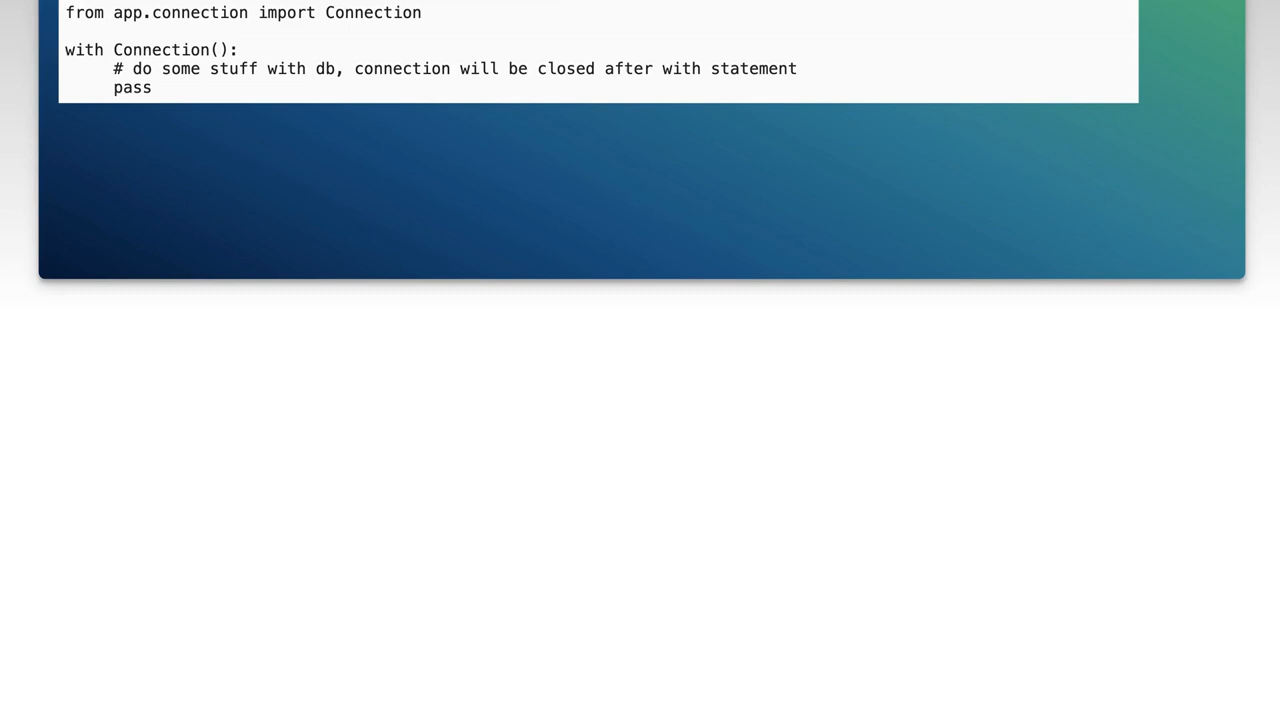 from app.connection import Connection
with Connection():
# do some stuff with db, connection will be closed after with statement
pass